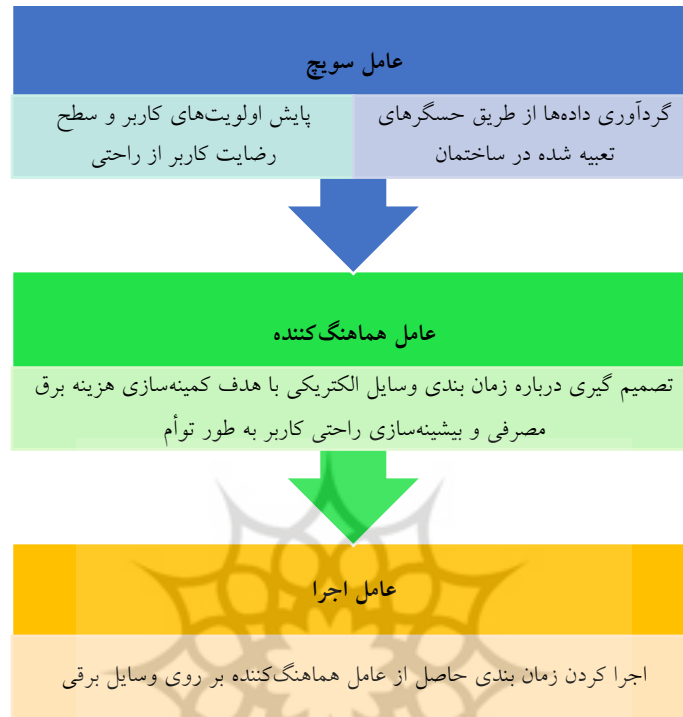 عامل سویچ
گردآوری داده‌ها از طریق حسگرهای
تعبیه شده در ساختمان
پایش اولویت‌های کاربر و سطح
رضایت کاربر از راحتی
عامل هماهنگ‌کننده
تصمیم گیری درباره زمان بندی وسایل الکتریکی با هدف کمینه‌سازی هزینه برق
مصرفی و بیشینه‌سازی راحتی کاربر به طور توأم
عامل اجرا
اجرا کردن زمان بندی حاصل از عامل هماهنگ‌کننده بر روی وسایل برقی